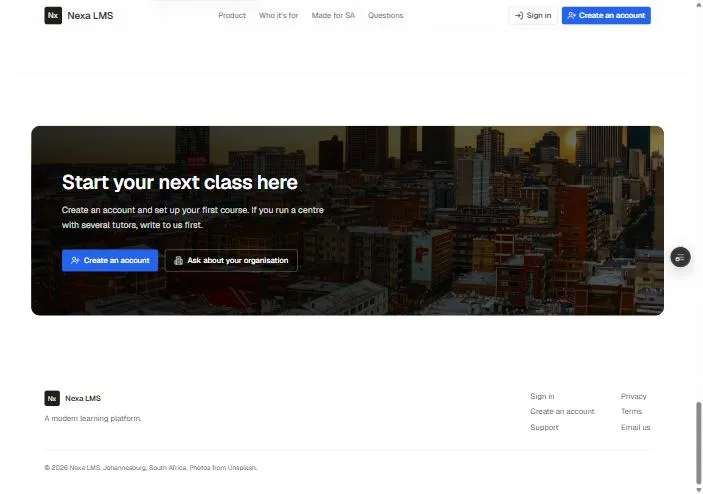 Nx Nexa LMS Product Who it's for Made for SA Questions Sign in Create an account
Start your next class here
Create an account and set up your first course. If you run a centre
with several tutors, write to us first.
Create an account Ask about your organisation
Nx Nexa LMS
A modern learning platform.
Sign in Privacy
Create an account Terms
Support Email us
© 2026 Nexa LMS. Johannesburg, South Africa. Photos from Unsplash.